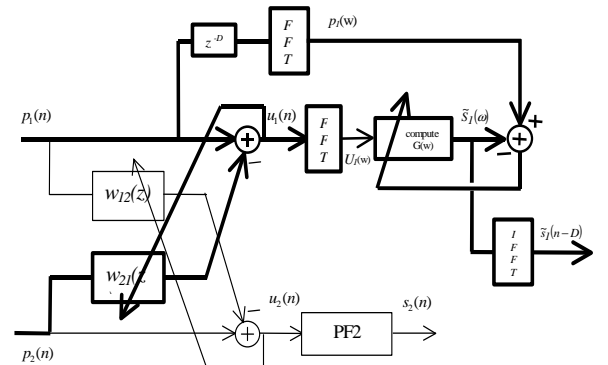 z -D
F F T
p1(w)
p1(n)
u1(n)
+
F F T
U1(w)
compute G(w)
s̃1(ω)
+
−
+
−
w12(z)
w21(z
I F F T
s̃1(n−D)
−
u2(n)
s2(n)
+
PF2
p2(n)